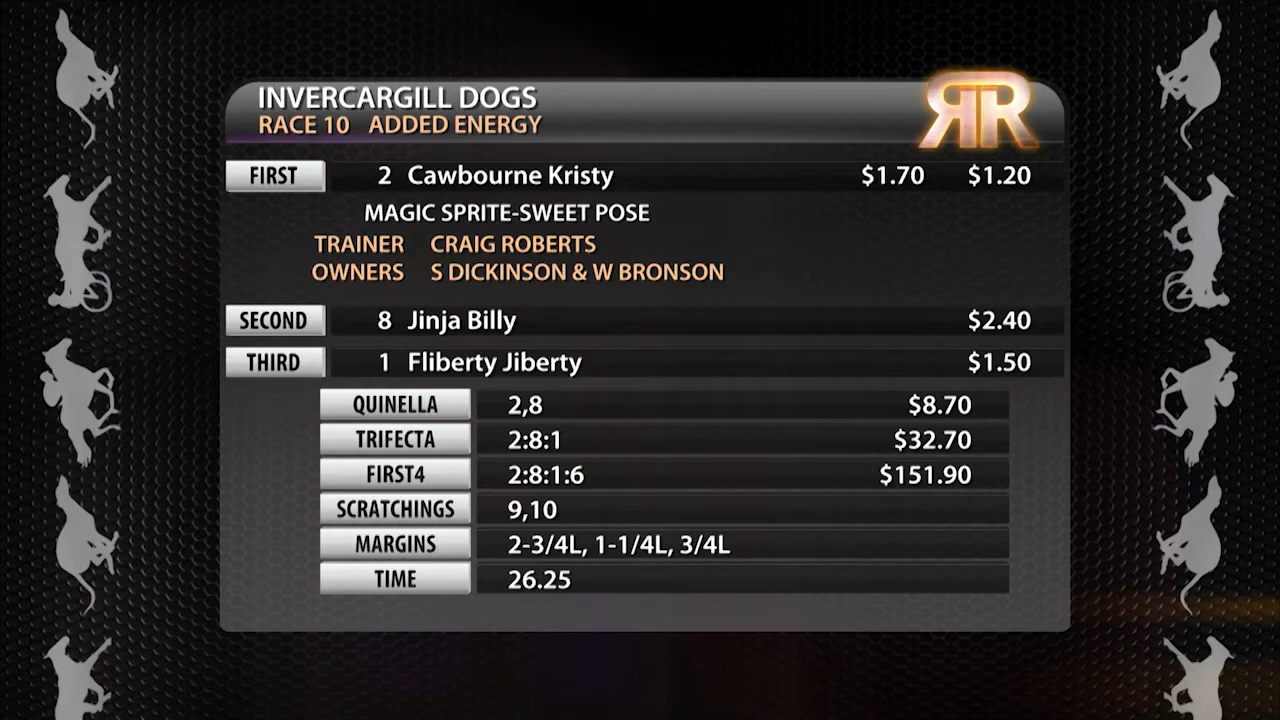 INVERCARGILL DOGS
RR
RACE 10 ADDED ENERGY
FIRST 2 Cawbourne Kristy $1.70 $1.20
MAGIC SPRITE-SWEET POSE
TRAINER CRAIG ROBERTS
OWNERS S DICKINSON & W BRONSON
SECOND 8 Jinja Billy $2.40
THIRD 1 Fliberty Jiberty $1.50
QUINELLA 2,8 $8.70
TRIFECTA 2:8:1 $32.70
FIRST4 2:8:1:6 $151.90
SCRATCHINGS 9,10
MARGINS 2-3/4L, 1-1/4L, 3/4L
TIME 26.25